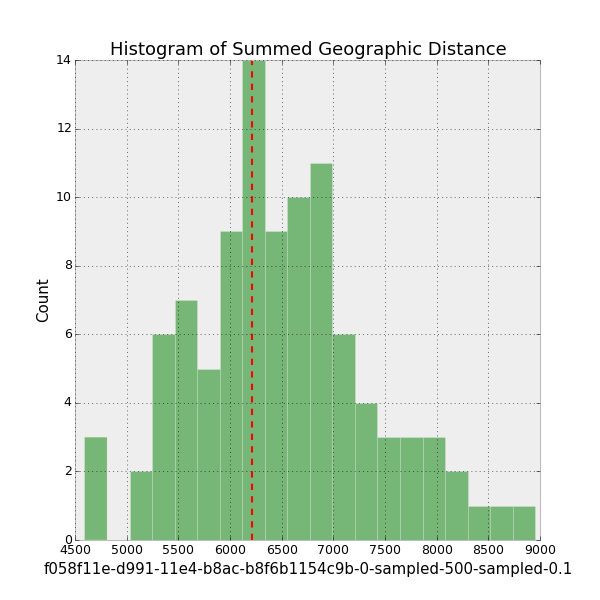 Histogram of Summed Geographic Distance
14
12
10
8
6
4
2
0
Count
4500 5000 5500 6000 6500 7000 7500 8000 8500 9000
f058f11e-d991-11e4-b8ac-b8f6b1154c9b-0-sampled-500-sampled-0.1